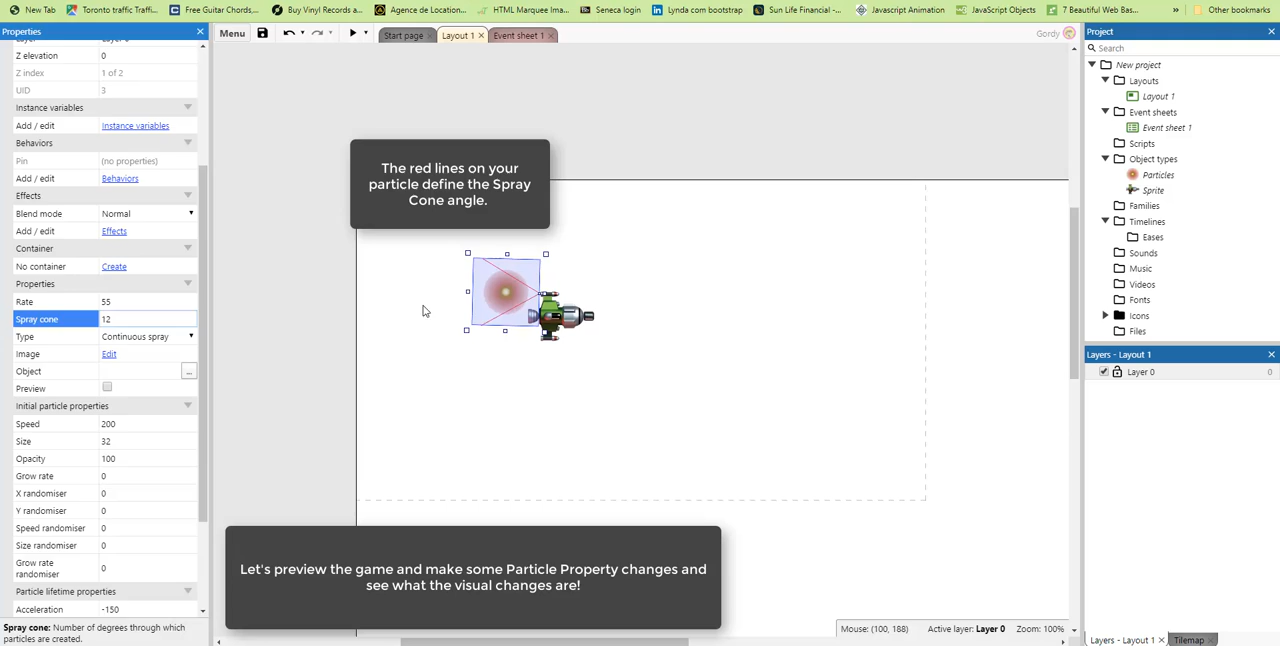 New Tab Toronto traffic Traffi... Free Guitar Chords,... Buy Vinyl Records a... Agence de Location... HTML Marquee Ima... Seneca login Lynda com bootstrap Sun Life Financial -... Javascript Animation JavaScript Objects 7 Beautiful Web Bas... » Other bookmarks
Properties
Z elevation 0
Z index 1 of 2
UID 3
Instance variables
Add / edit Instance variables
Behaviors
Pin (no properties)
Add / edit Behaviors
Effects
Blend mode Normal
Add / edit Effects
Container
No container Create
Properties
Rate 55
Spray cone 12
Type Continuous spray
Image Edit
Object ...
Preview
Initial particle properties
Speed 200
Size 32
Opacity 100
Grow rate 0
X randomiser 0
Y randomiser 0
Speed randomiser 0
Size randomiser 0
Grow rate
randomiser 0
Particle lifetime properties
Acceleration -150
Spray cone: Number of degrees through which
particles are created.
Menu Start page Layout 1 Event sheet 1 Gordy
The red lines on your
particle define the Spray
Cone angle.
Let's preview the game and make some Particle Property changes and
see what the visual changes are!
Mouse: (100, 188) Active layer: Layer 0 Zoom: 100%
Project
Search
New project
Layouts
Layout 1
Event sheets
Event sheet 1
Scripts
Object types
Particles
Sprite
Families
Timelines
Eases
Sounds
Music
Videos
Fonts
Icons
Files
Layers - Layout 1
Layer 0 0
Layers - Layout 1 Tilemap